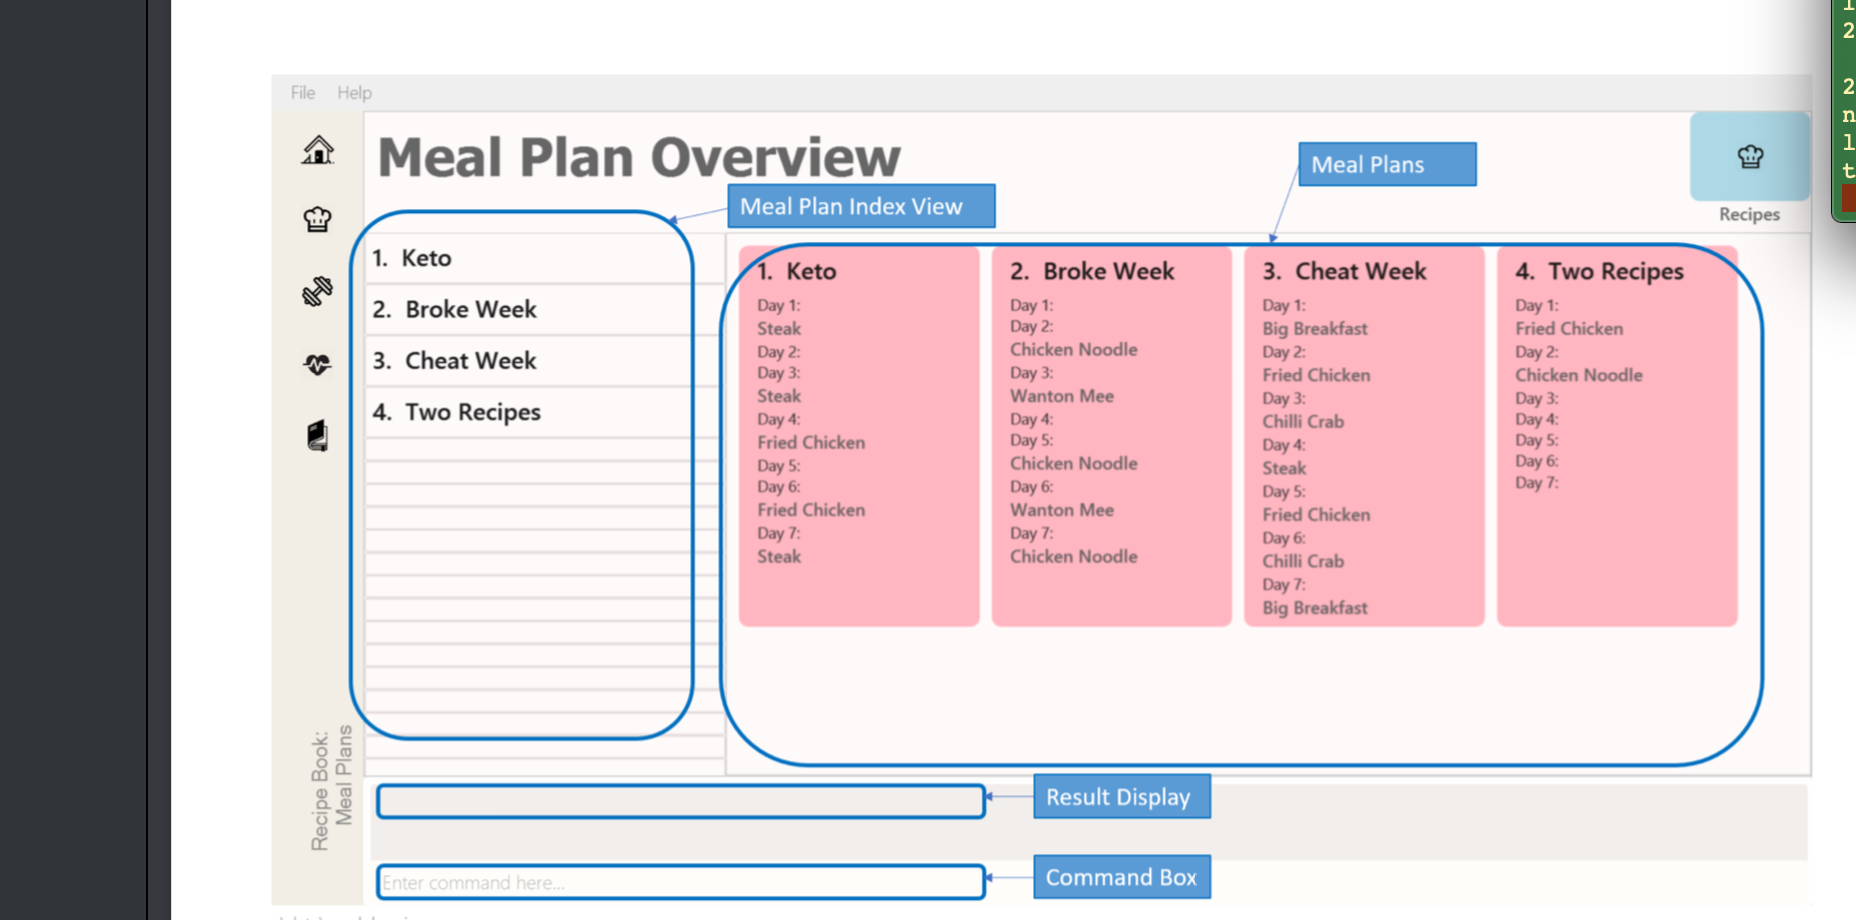 File Help
Meal Plan Overview
Meal Plans
Meal Plan Index View
Recipes
1. Keto
2. Broke Week
3. Cheat Week
4. Two Recipes
1. Keto
Day 1:
Steak
Day 2:
Day 3:
Steak
Day 4:
Fried Chicken
Day 5:
Day 6:
Fried Chicken
Day 7:
Steak
2. Broke Week
Day 1:
Day 2:
Chicken Noodle
Day 3:
Wanton Mee
Day 4:
Day 5:
Chicken Noodle
Day 6:
Wanton Mee
Day 7:
Chicken Noodle
3. Cheat Week
Day 1:
Big Breakfast
Day 2:
Fried Chicken
Day 3:
Chilli Crab
Day 4:
Steak
Day 5:
Fried Chicken
Day 6:
Chilli Crab
Day 7:
Big Breakfast
4. Two Recipes
Day 1:
Fried Chicken
Day 2:
Chicken Noodle
Day 3:
Day 4:
Day 5:
Day 6:
Day 7:
Recipe Book:
Meal Plans
Result Display
Enter command here...
Command Box
2
2
n
l
t